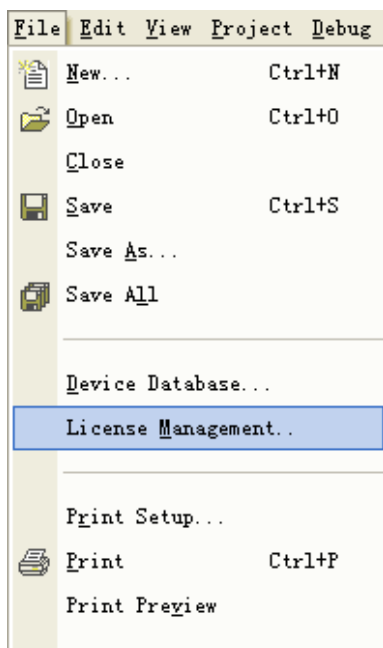 File Edit View Project Debug
New... Ctrl+N
Open Ctrl+O
Close
Save Ctrl+S
Save As...
Save All
Device Database...
License Management..
Print Setup...
Print Ctrl+P
Print Preview